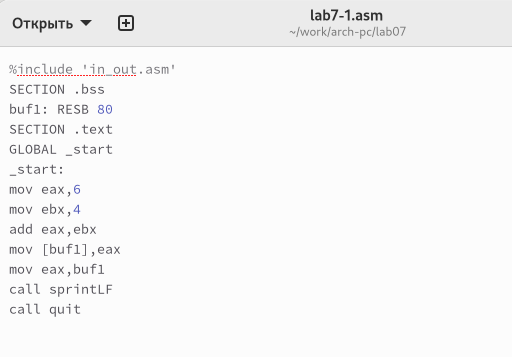 Открыть
lab7-1.asm
~/work/arch-pc/lab07
%include 'in_out.asm'
SECTION .bss
buf1: RESB 80
SECTION .text
GLOBAL _start
_start:
mov eax,6
mov ebx,4
add eax,ebx
mov [buf1],eax
mov eax,buf1
call sprintLF
call quit